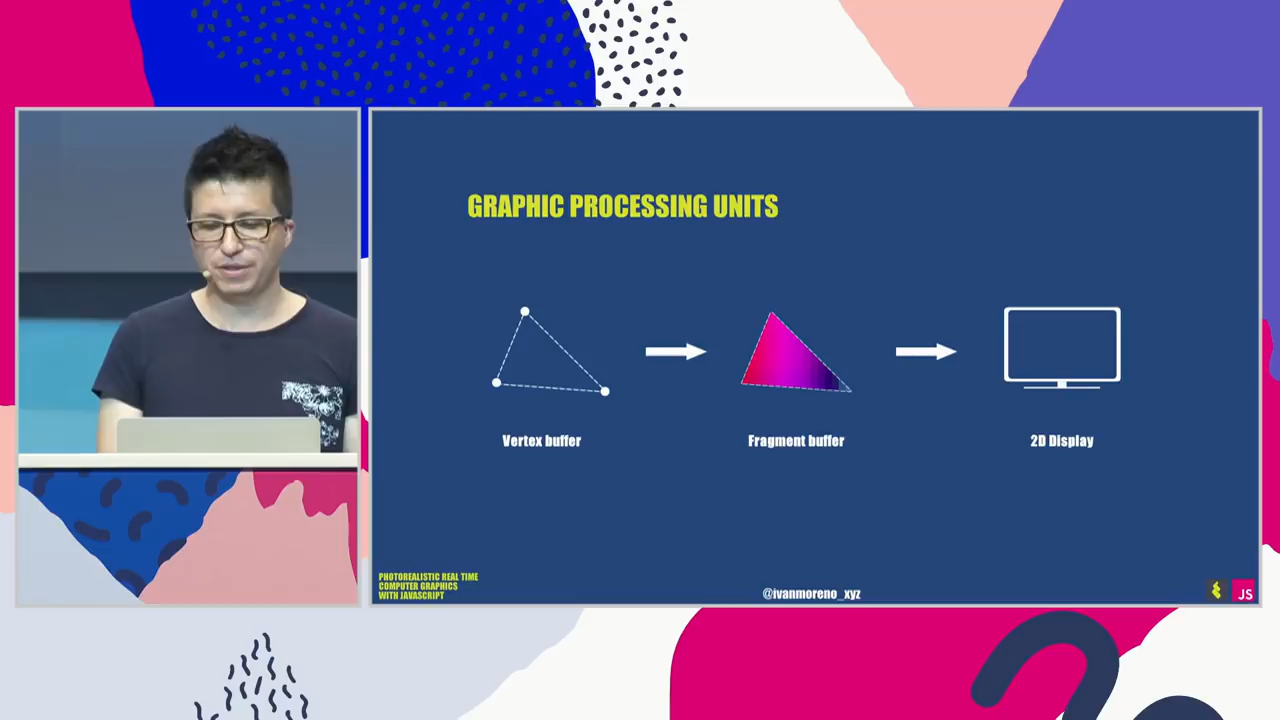 GRAPHIC PROCESSING UNITS
Vertex buffer
Fragment buffer
2D Display
PHOTOREALISTIC REAL TIME
COMPUTER GRAPHICS
WITH JAVASCRIPT
@ivanmoreno_xyz
JS